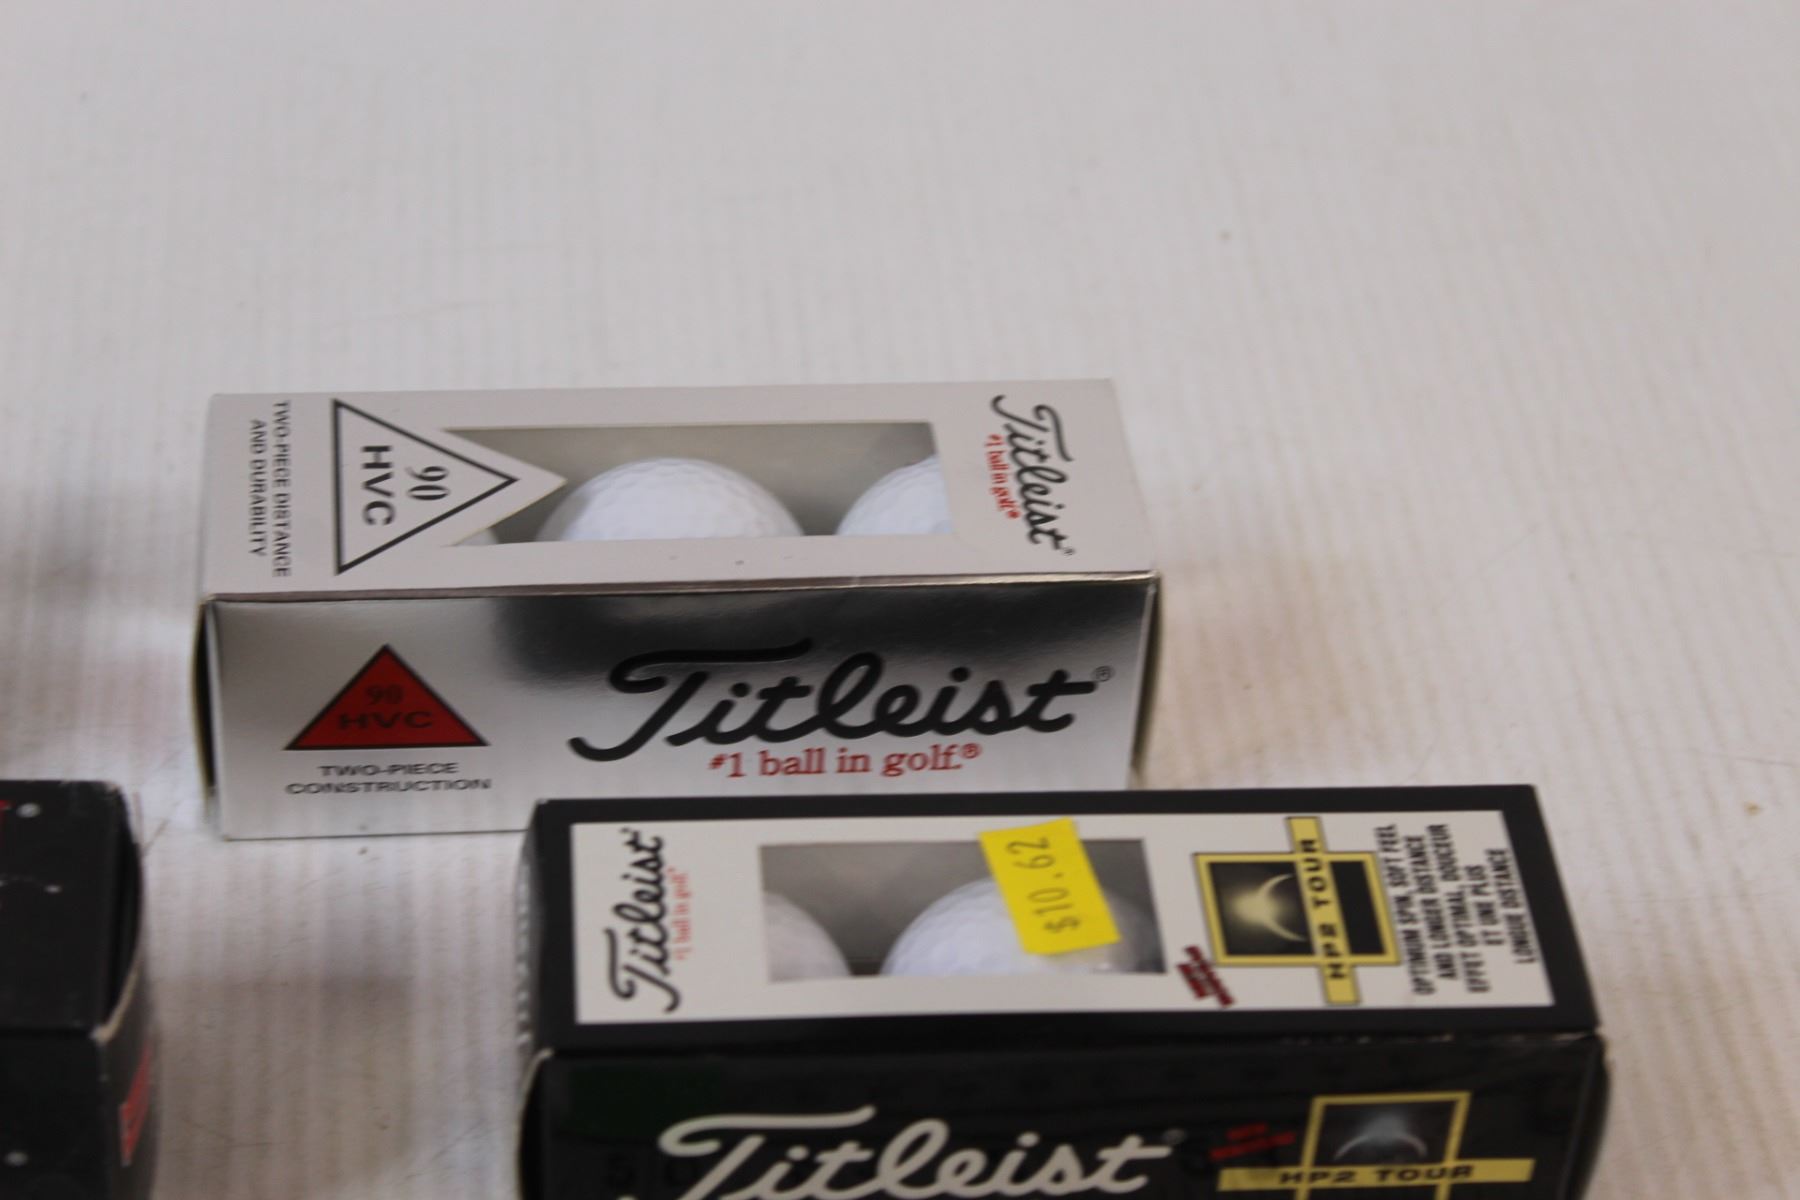 TWO-PIECE DISTANCE
AND DURABILITY
90
HVC
Titleist®
#1 ball in golf.®
90
HVC
TWO-PIECE
CONSTRUCTION
Titleist®
#1 ball in golf.®
Titleist
#1 ball in golf.®
$10.62
HP2 TOUR
OPTIMUM SPIN, SOFT FEEL
AND LONGER DISTANCE
EFFET OPTIMAL, DOUCEUR
ET UNE PLUS
LONGUE DISTANCE
Titleist
HP2 TOUR